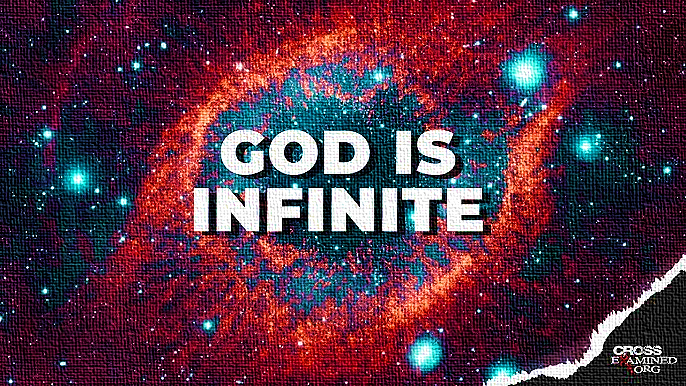 GOD IS
INFINITE
CROSS
EXAMINED
.ORG